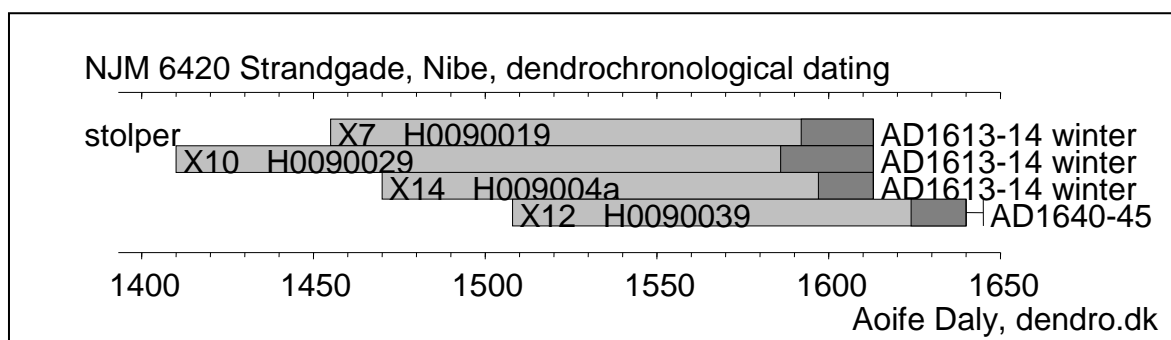 NJM 6420 Strandgade, Nibe, dendrochronological dating
stolper X7 H0090019 AD1613-14 winter
X10 H0090029 AD1613-14 winter
X14 H009004a AD1613-14 winter
X12 H0090039 AD1640-45
1400 1450 1500 1550 1600 1650
Aoife Daly, dendro.dk